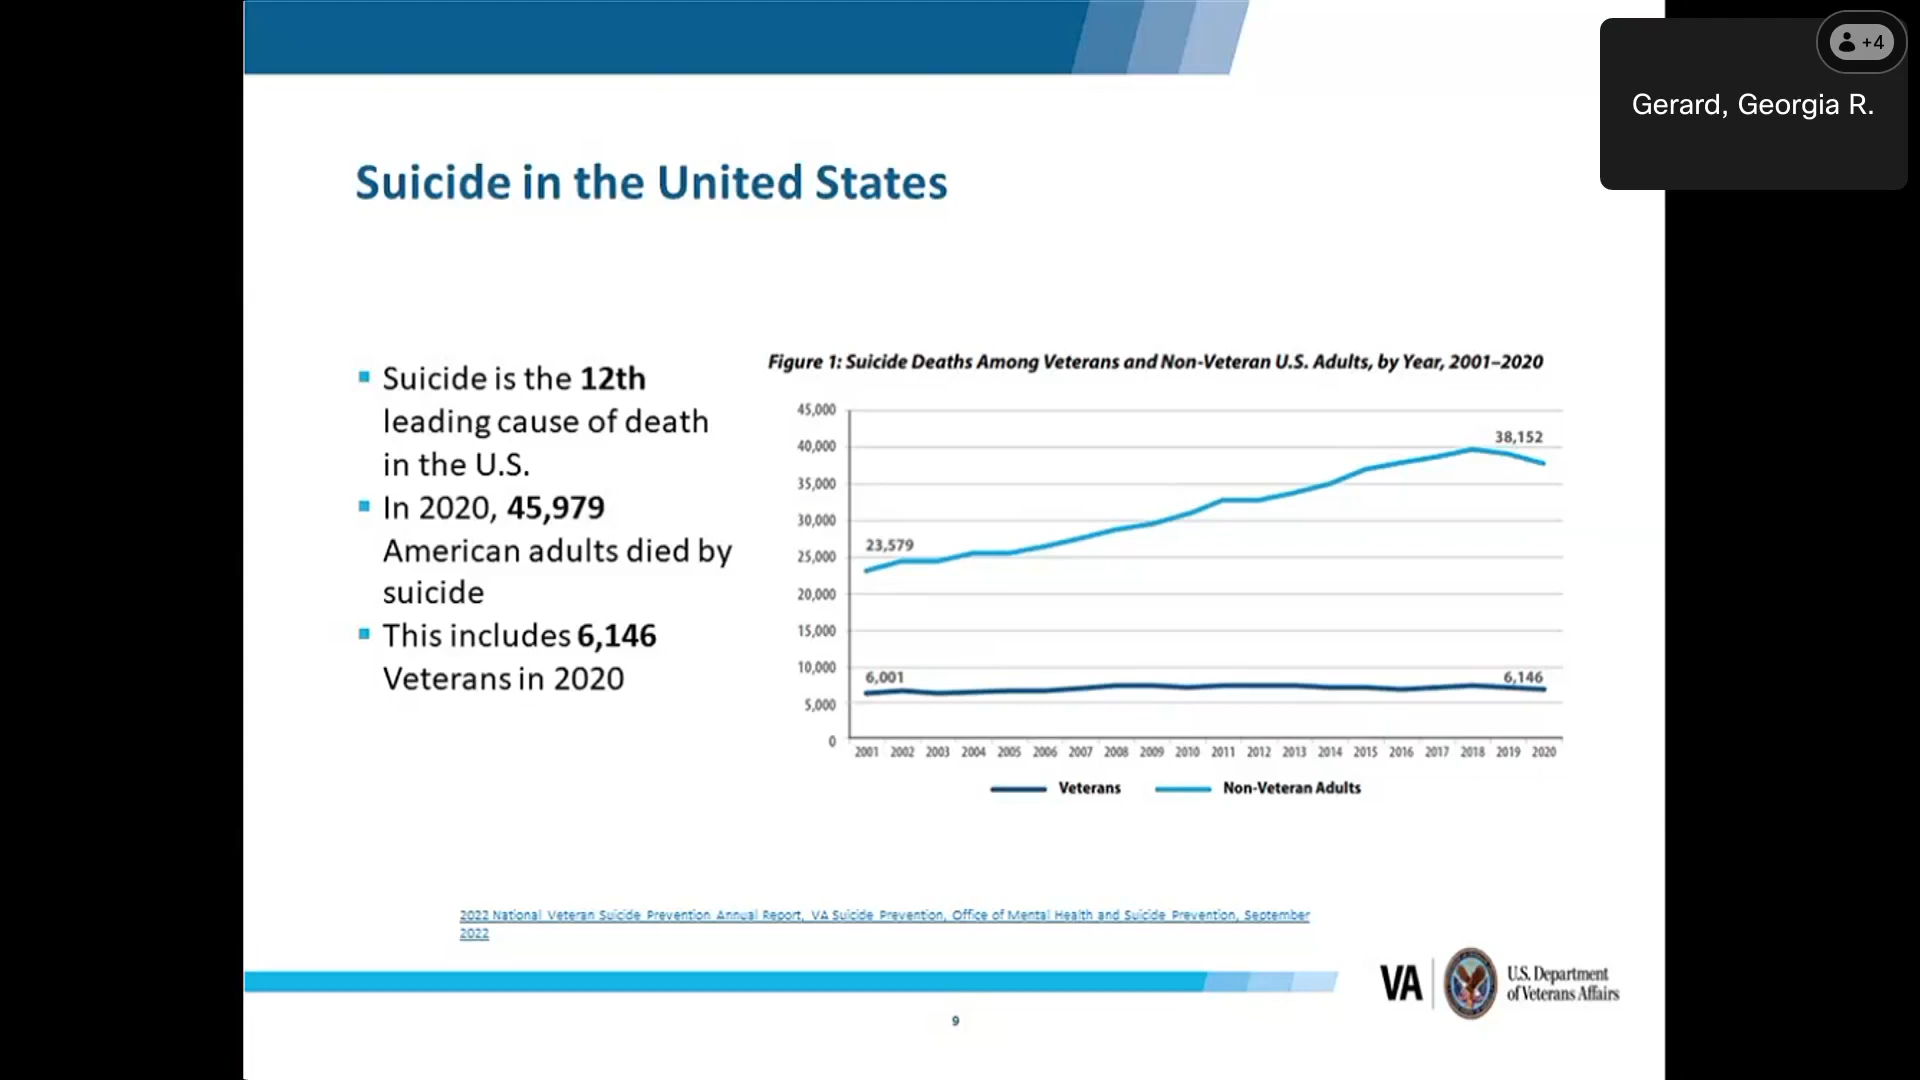 +4
Gerard, Georgia R.
Suicide in the United States
Suicide is the 12th
leading cause of death
in the U.S.
In 2020, 45,979
American adults died by
suicide
This includes 6,146
Veterans in 2020
Figure 1: Suicide Deaths Among Veterans and Non-Veteran U.S. Adults, by Year, 2001–2020
45,000
40,000
35,000
30,000
25,000
20,000
15,000
10,000
5,000
0
38,152
23,579
6,001
6,146
2001 2002 2003 2004 2005 2006 2007 2008 2009 2010 2011 2012 2013 2014 2015 2016 2017 2018 2019 2020
Veterans Non-Veteran Adults
2022 National Veteran Suicide Prevention Annual Report, VA Suicide Prevention, Office of Mental Health and Suicide Prevention, September
2022
VA
U.S. Department
of Veterans Affairs
9